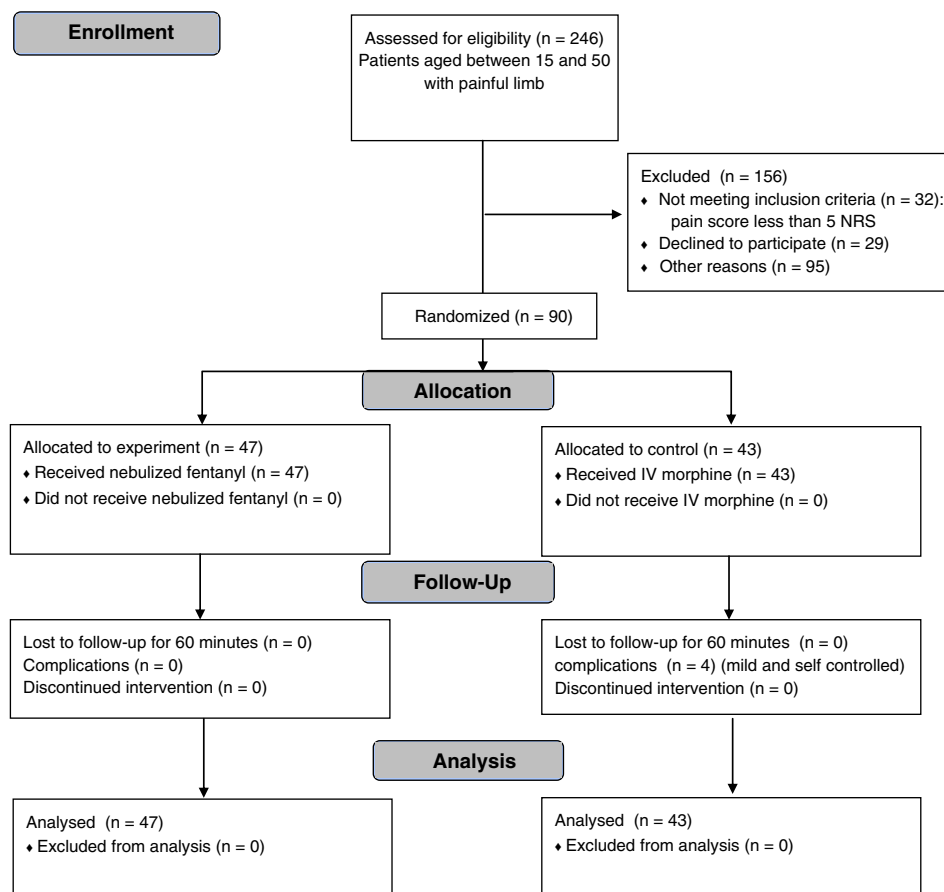 Enrollment
Assessed for eligibility (n = 246)
Patients aged between 15 and 50
with painful limb
Excluded (n = 156)
♦ Not meeting inclusion criteria (n = 32):
pain score less than 5 NRS
♦ Declined to participate (n = 29)
♦ Other reasons (n = 95)
Randomized (n = 90)
Allocation
Allocated to experiment (n = 47)
♦ Received nebulized fentanyl (n = 47)
♦ Did not receive nebulized fentanyl (n = 0)
Allocated to control (n = 43)
♦ Received IV morphine (n = 43)
♦ Did not receive IV morphine (n = 0)
Follow-Up
Lost to follow-up for 60 minutes (n = 0)
Complications (n = 0)
Discontinued intervention (n = 0)
Lost to follow-up for 60 minutes (n = 0)
complications (n = 4) (mild and self controlled)
Discontinued intervention (n = 0)
Analysis
Analysed (n = 47)
♦ Excluded from analysis (n = 0)
Analysed (n = 43)
♦ Excluded from analysis (n = 0)